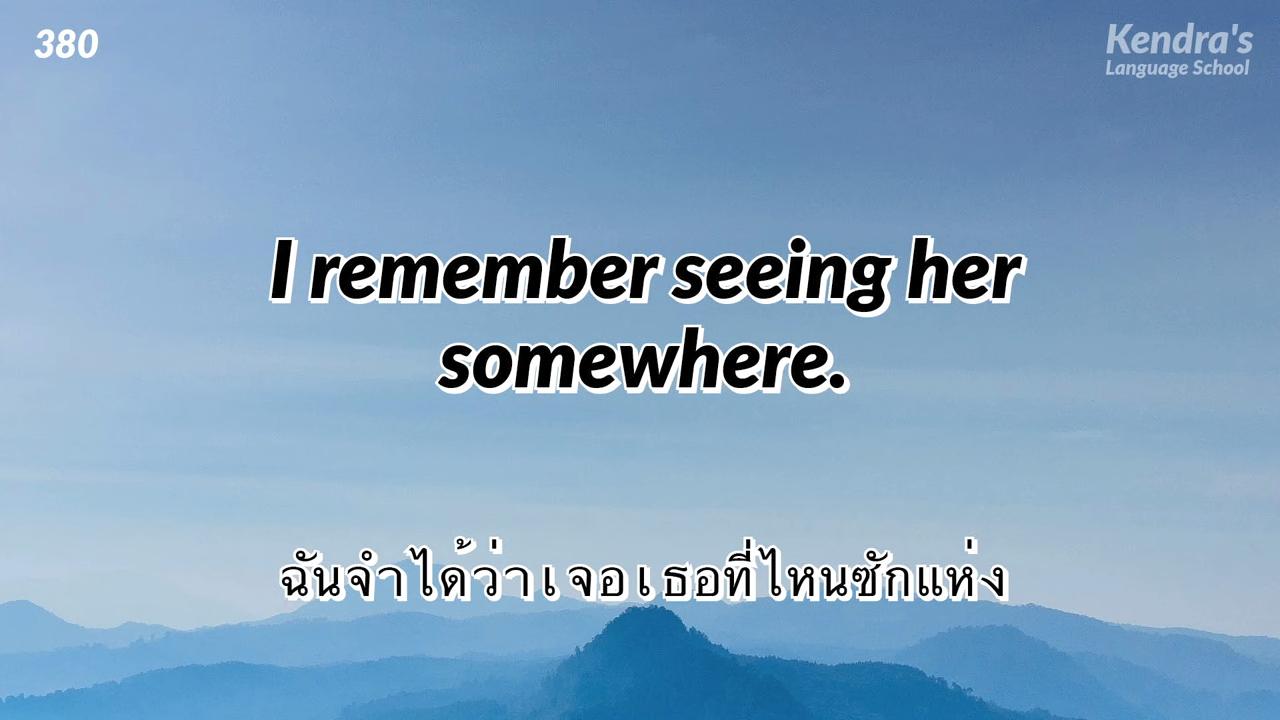 380
Kendra's
Language School
I remember seeing her
somewhere.
ฉันจำได้ว่าเจอเธอที่ไหนซักแห่ง